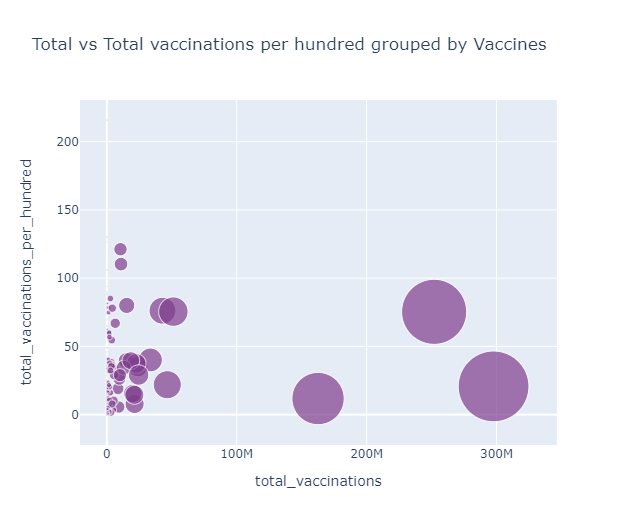 Total vs Total vaccinations per hundred grouped by Vaccines
total_vaccinations_per_hundred
200
150
100
50
0
0
100M
200M
300M
total_vaccinations